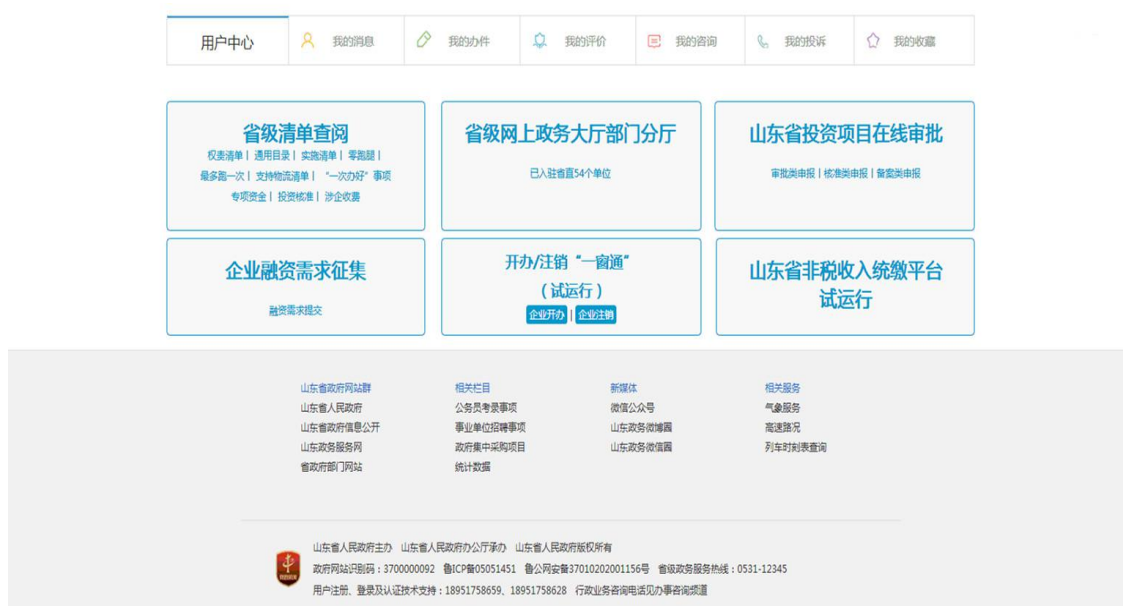 用户中心 我的消息 我的办件 我的评价 我的咨询 我的投诉 我的收藏
省级清单查阅
权责清单 | 通用目录 | 实施清单 | 零跑腿 |
最多跑一次 | 支持物流清单 | “一次办好”事项
专项资金 | 投资核准 | 涉企收费
省级网上政务大厅部门分厅
已入驻省直54个单位
山东省投资项目在线审批
审批类申报 | 核准类申报 | 备案类申报
企业融资需求征集
融资需求提交
开办/注销“一窗通”
(试运行)
企业开办 | 企业注销
山东省非税收入统缴平台
试运行
山东省政府网站群
山东省人民政府
山东省政府信息公开
山东政务服务网
省政府部门网站
相关栏目
公务员考录事项
事业单位招聘事项
政府集中采购项目
统计数据
新媒体
微信公众号
山东政务微博圈
山东政务微信圈
相关服务
气象服务
高速路况
列车时刻表查询
山东省人民政府主办 山东省人民政府办公厅承办 山东省人民政府版权所有
政府网站识别码:3700000092 鲁ICP备05051451 鲁公网安备37010202001156号 省级政务服务热线:0531-12345
用户注册、登录及认证技术支持:18951758659、18951758628 行政业务咨询电话见办事咨询频道